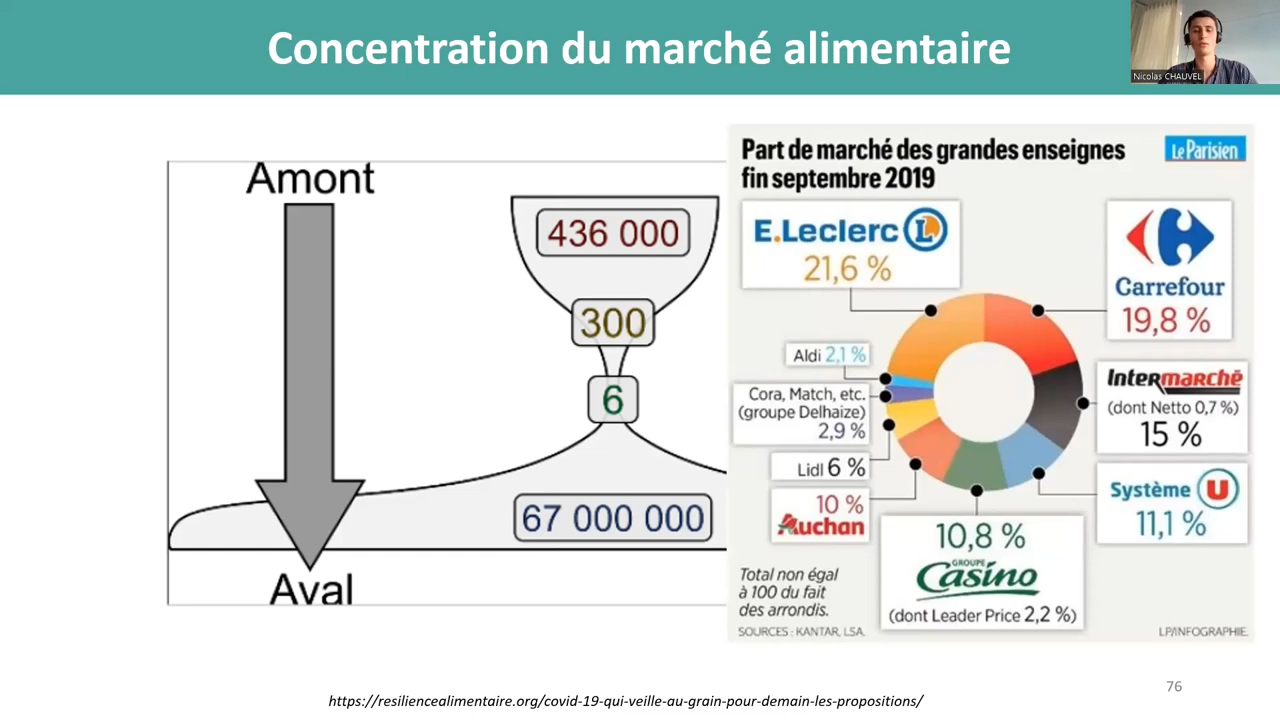 Concentration du marché alimentaire
Nicolas CHAUVEL
Amont
436 000
300
6
67 000 000
Aval
Part de marché des grandes enseignes
fin septembre 2019
Le Parisien
E.Leclerc L
21,6 %
Carrefour
19,8 %
Aldi 2,1 %
Intermarché
(dont Netto 0,7 %)
15 %
Cora, Match, etc.
(groupe Delhaize)
2,9 %
Lidl 6 %
Système U
11,1 %
10 %
Auchan
10,8 %
GROUPE
Casino
(dont Leader Price 2,2 %)
Total non égal
à 100 du fait
des arrondis.
SOURCES : KANTAR, LSA.
LP/INFOGRAPHIE.
76
https://resiliencealimentaire.org/covid-19-qui-veille-au-grain-pour-demain-les-propositions/